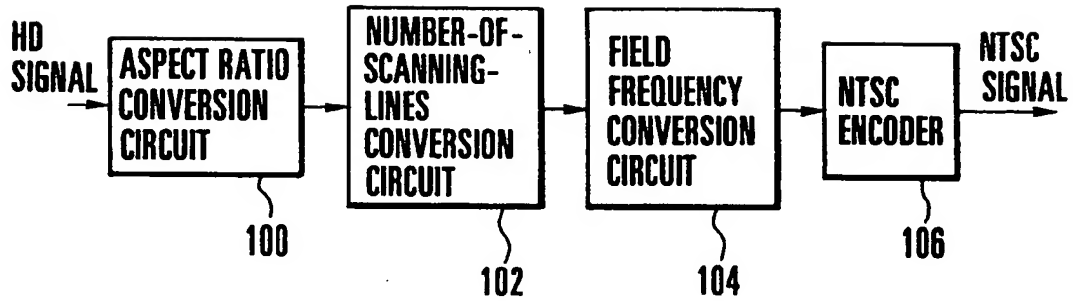 HD
SIGNAL
ASPECT RATIO
CONVERSION
CIRCUIT
100
NUMBER-OF-
SCANNING-
LINES
CONVERSION
CIRCUIT
102
FIELD
FREQUENCY
CONVERSION
CIRCUIT
104
NTSC
ENCODER
106
NTSC
SIGNAL